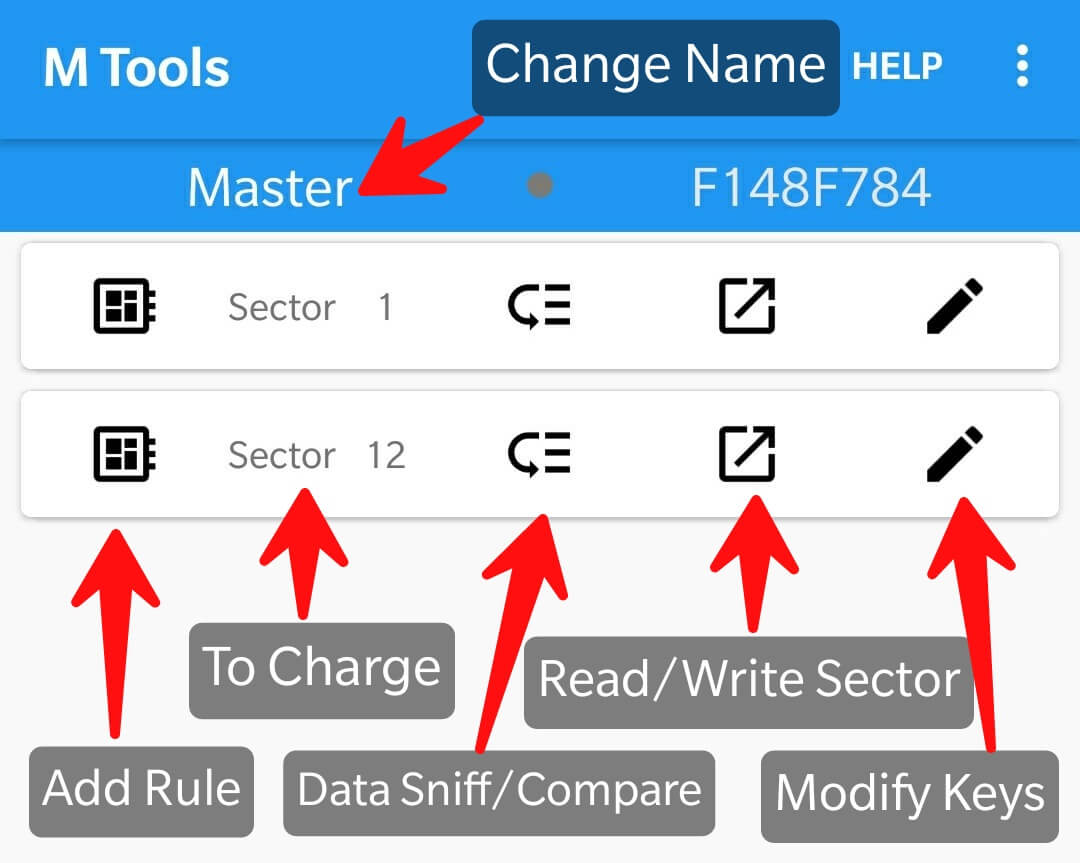 M Tools
Change Name
HELP
Master
F148F784
Sector 1
Sector 12
To Charge
Read/Write Sector
Add Rule
Data Sniff/Compare
Modify Keys